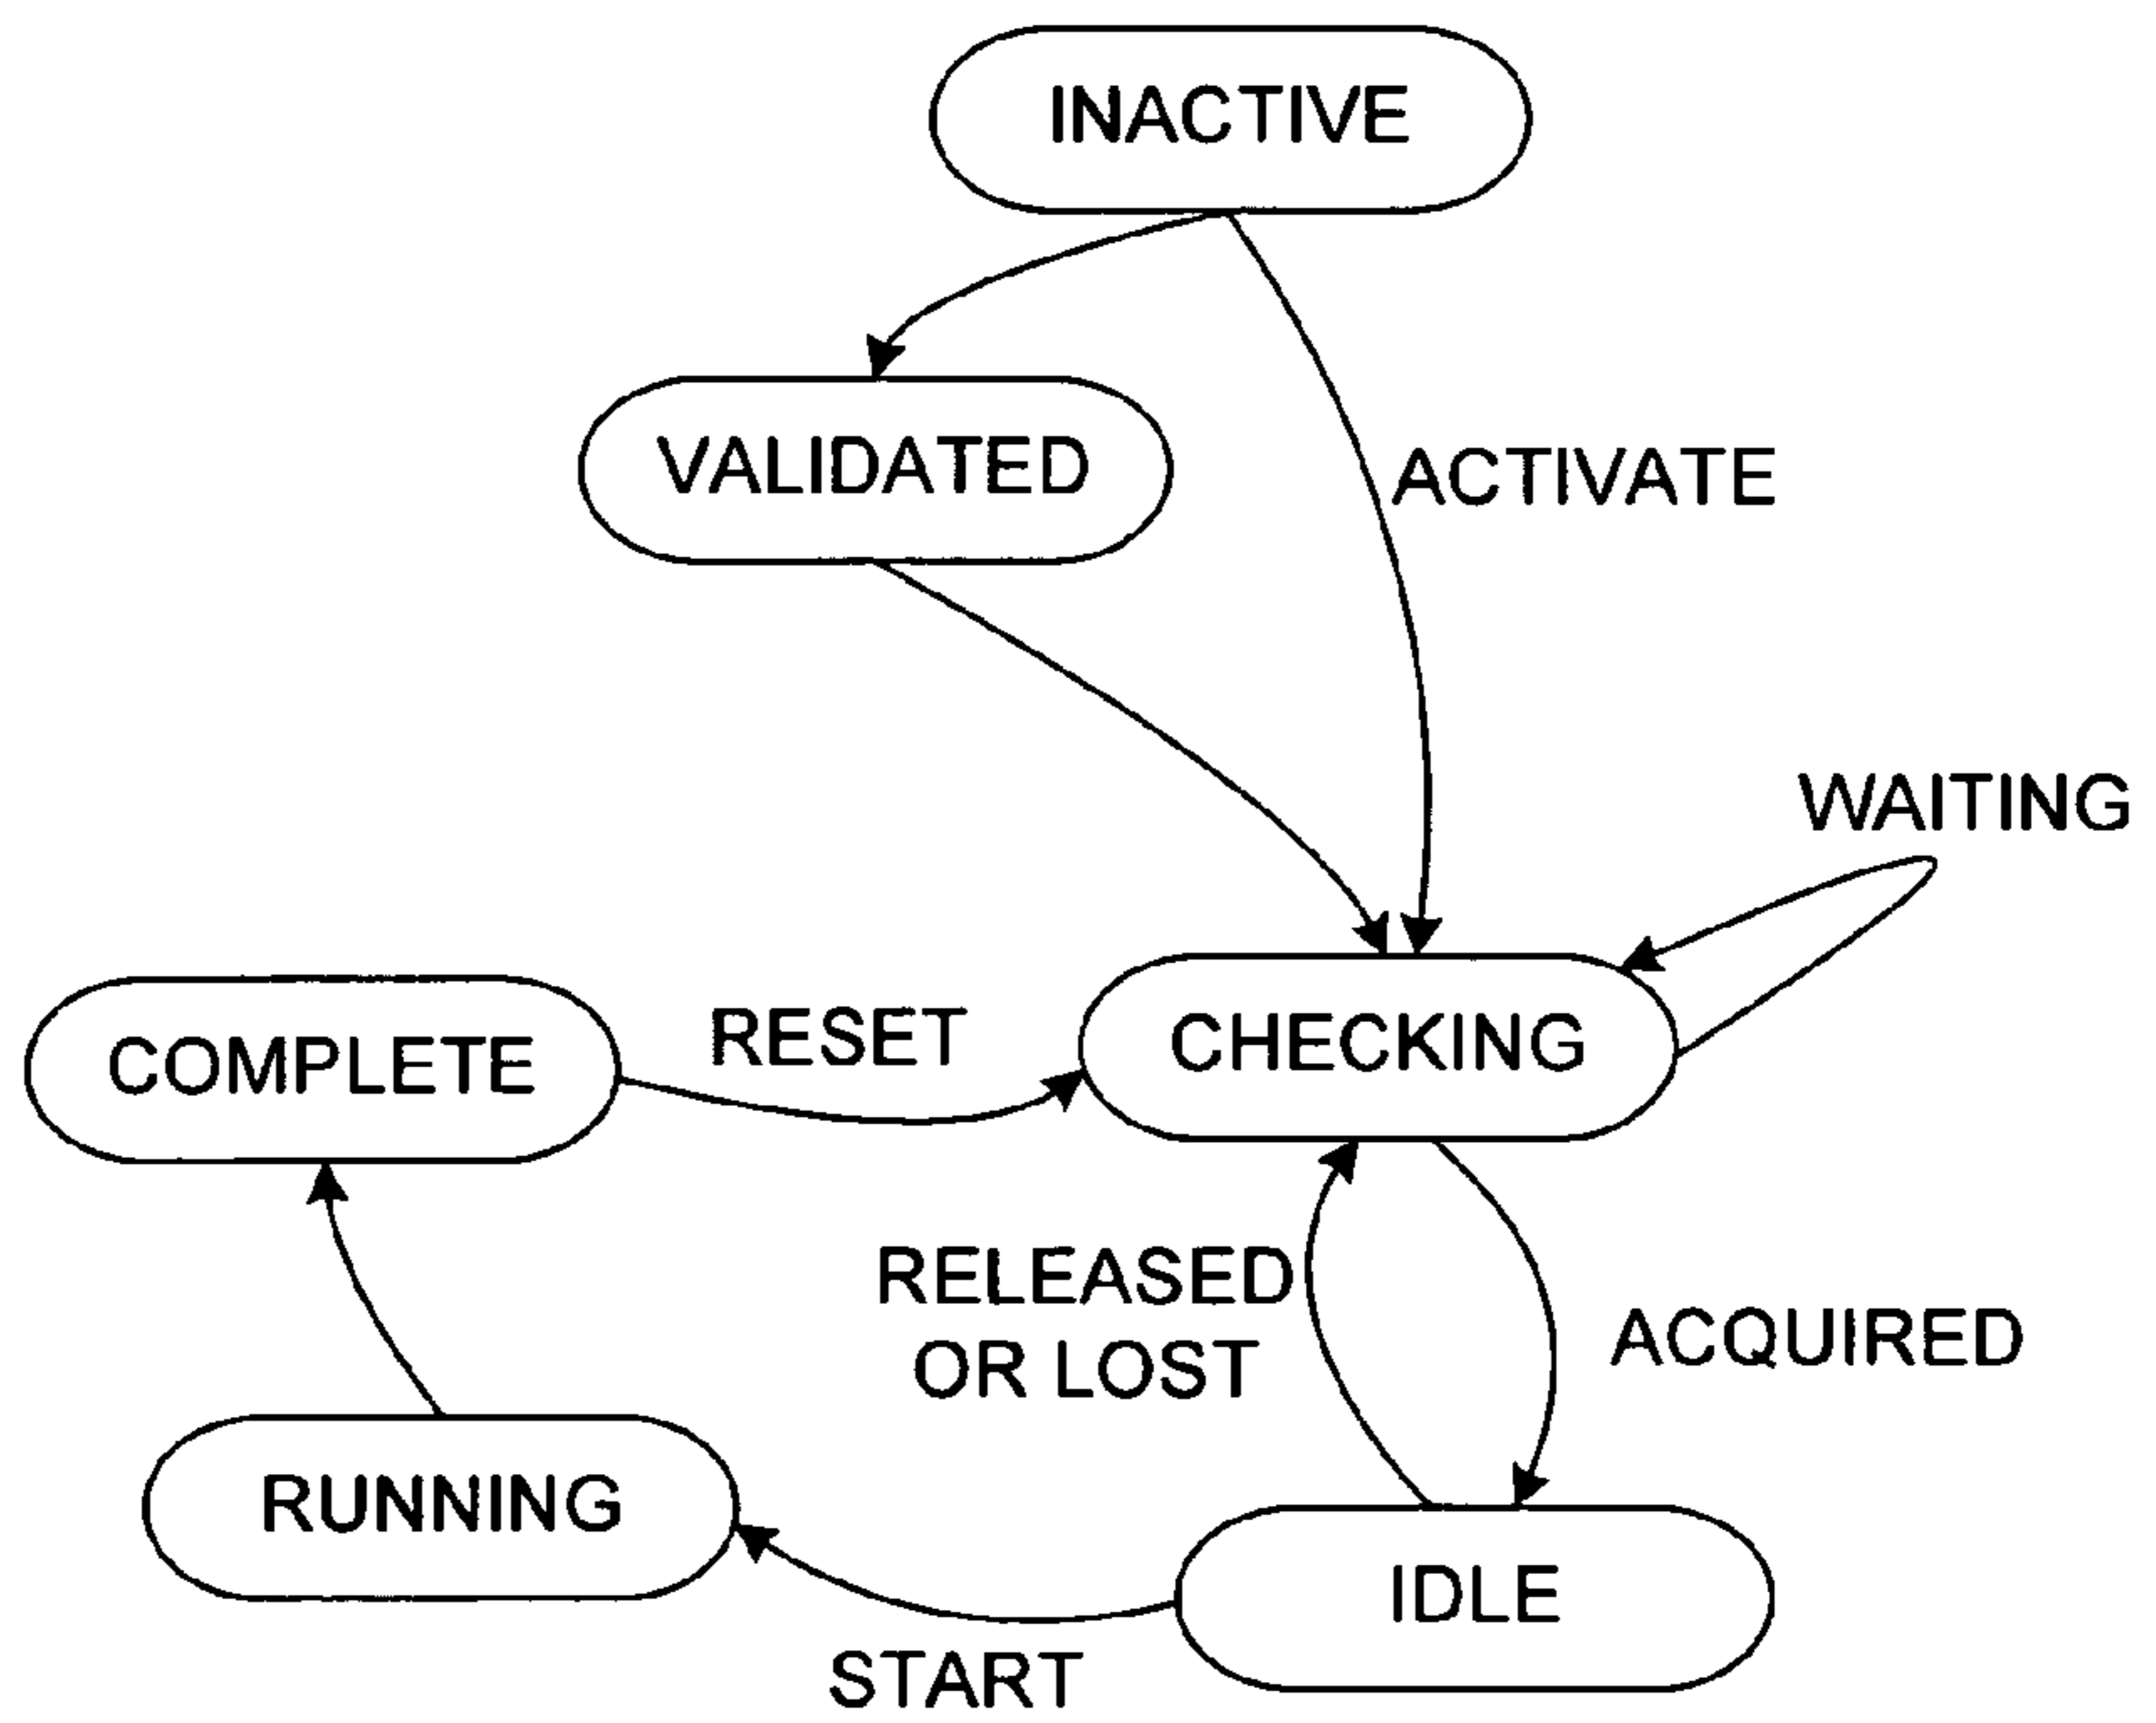 INACTIVE
VALIDATED
ACTIVATE
WAITING
COMPLETE
RESET
CHECKING
RELEASED
OR LOST
ACQUIRED
RUNNING
IDLE
START